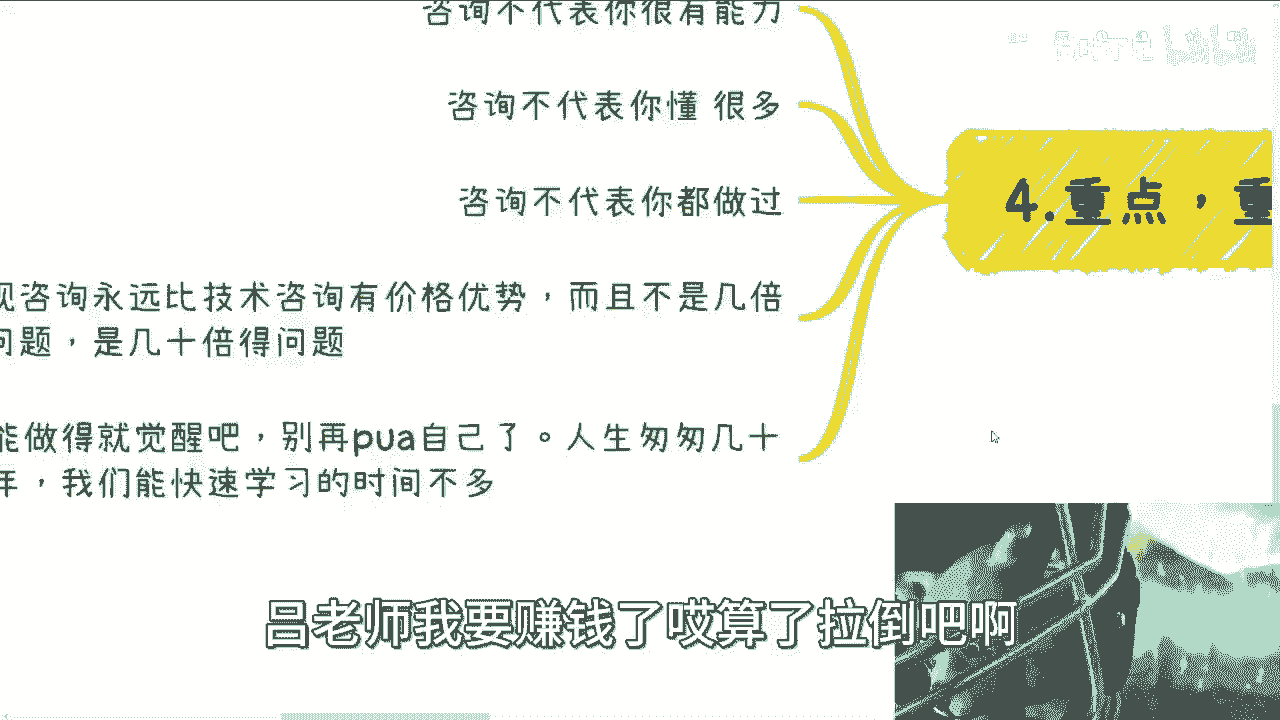 咨询不代表你很有能力
咨询不代表你懂 很多
咨询不代表你都做过
4.重点，重
现咨询永远比技术咨询有价格优势，而且不是几倍
问题，是几十倍得问题
能做得就觉醒吧，别再pua自己了。人生匆匆几十
年，我们能快速学习的时间不多
吕老师我要赚钱了哎算了拉倒吧啊